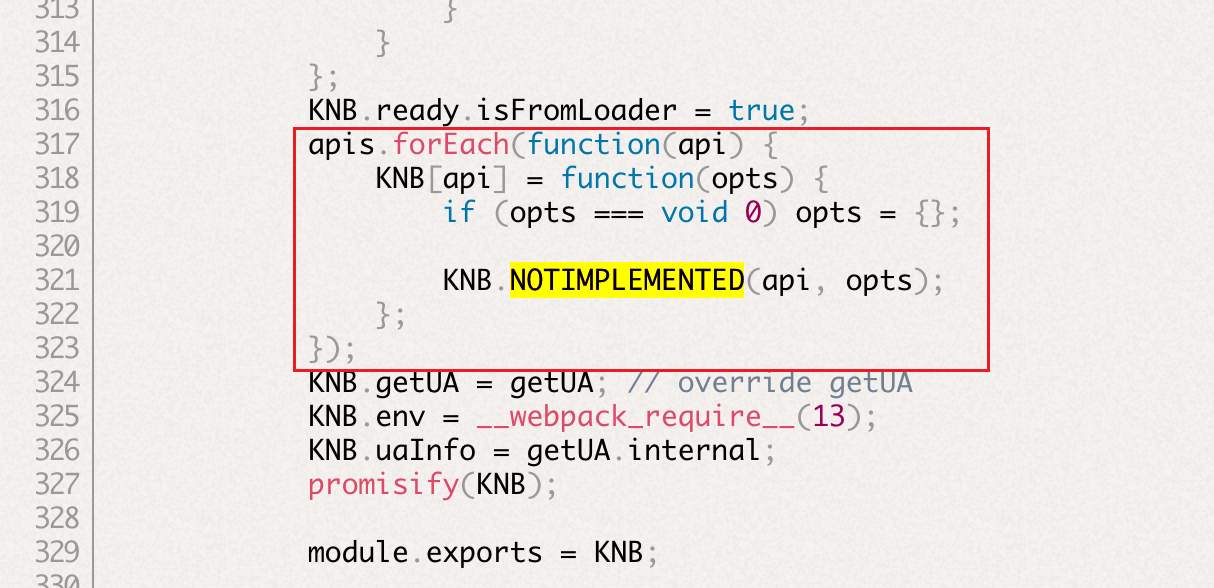 313 }
314 }
315 };
316 KNB.ready.isFromLoader = true;
317 apis.forEach(function(api) {
318 KNB[api] = function(opts) {
319 if (opts === void 0) opts = {};
320
321 KNB.NOTIMPLEMENTED(api, opts);
322 };
323 });
324 KNB.getUA = getUA; // override getUA
325 KNB.env = __webpack_require__(13);
326 KNB.uaInfo = getUA.internal;
327 promisify(KNB);
328
329 module.exports = KNB;
330